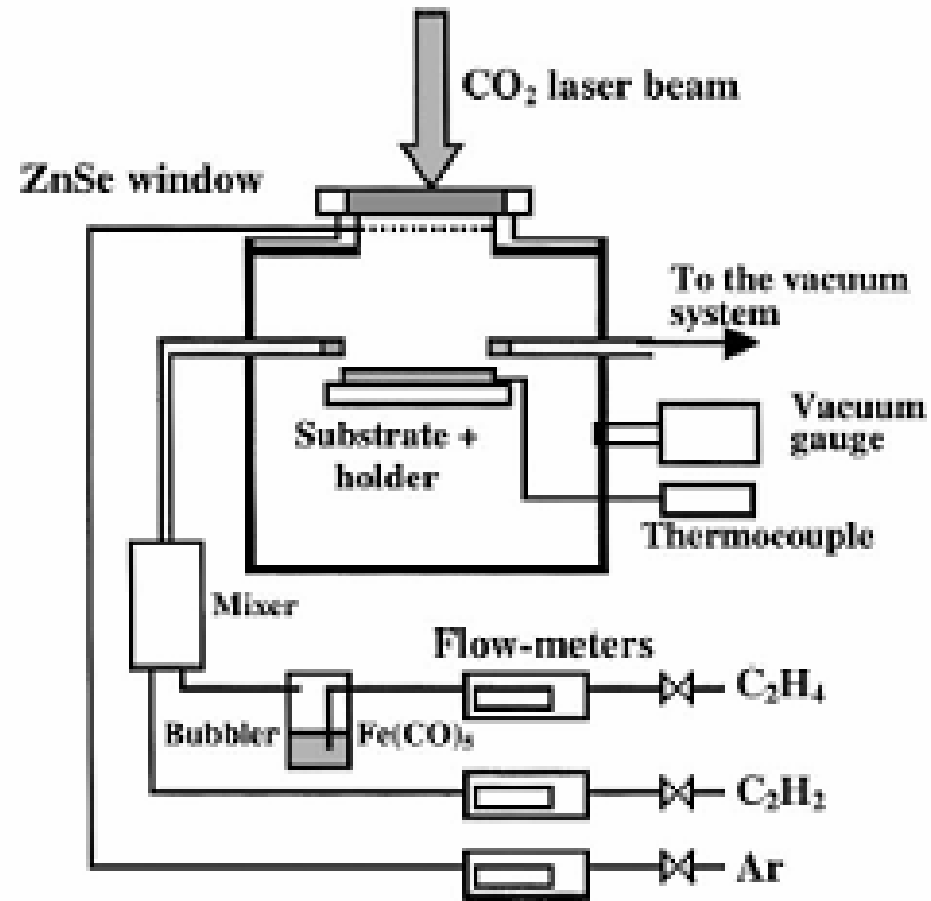 CO₂ laser beam
ZnSe window
To the vacuum
system
Vacuum
gauge
Substrate +
holder
Thermocouple
Mixer
Flow-meters
C₂H₄
Bubbler
Fe(CO)₅
C₂H₂
Ar